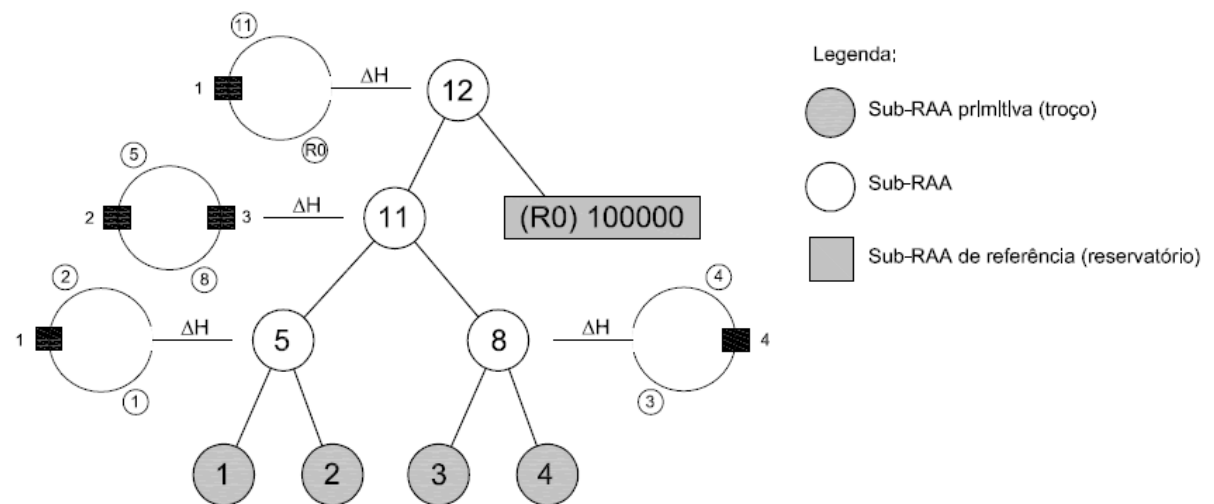 11
1
ΔH
12
R0
Legenda:
Sub-RAA primitiva (troço)
Sub-RAA
Sub-RAA de referência (reservatório)
5
2
3
ΔH
11
(R0) 100000
8
2
1
ΔH
5
8
ΔH
4
4
1
3
1
2
3
4